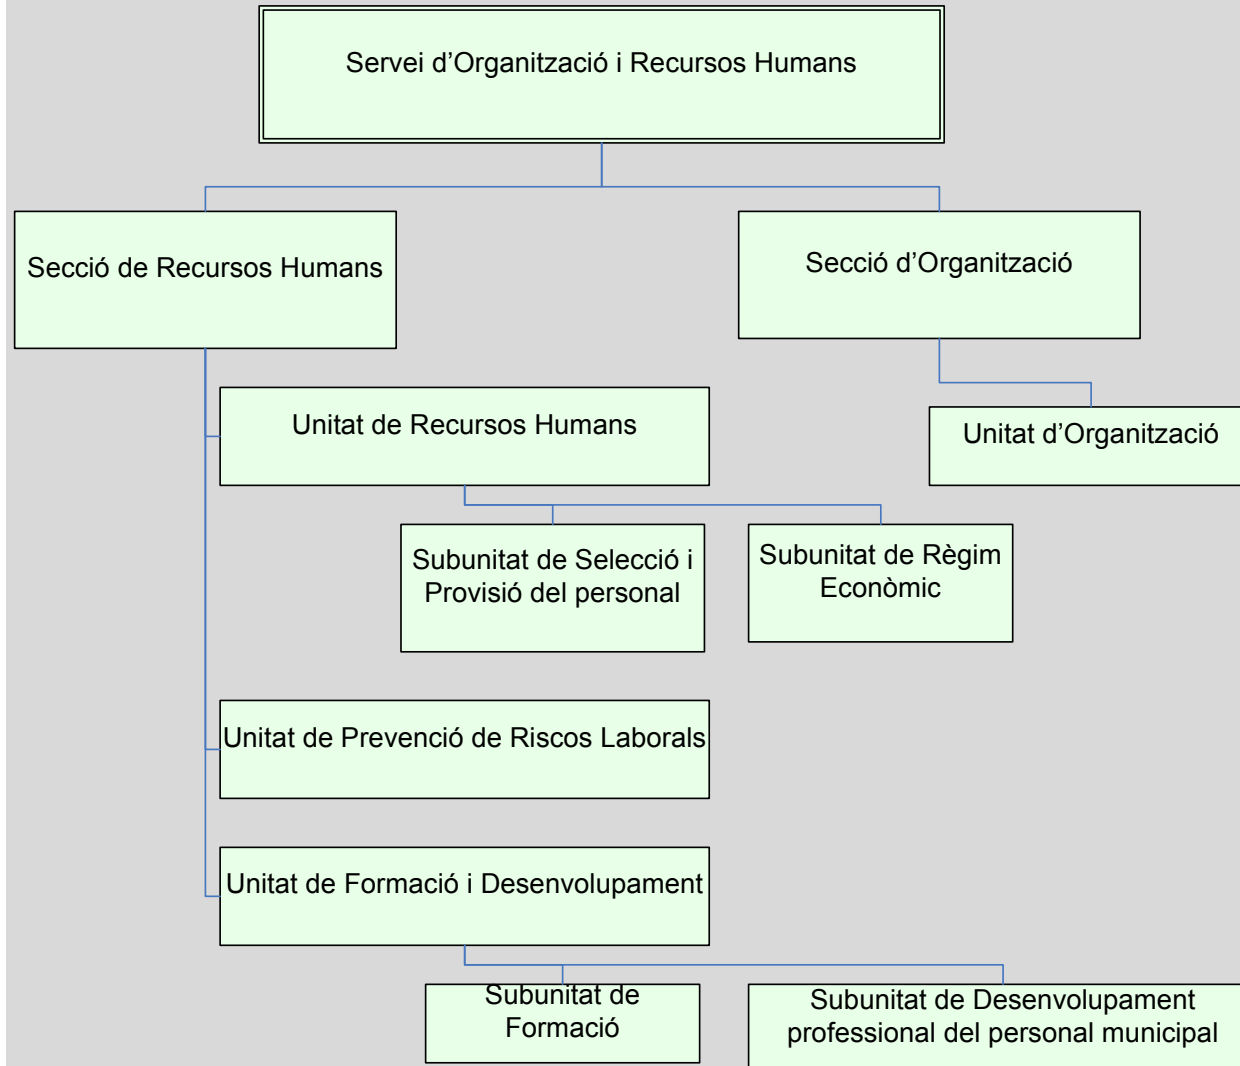 Servei d’Organització i Recursos Humans
Secció de Recursos Humans
Secció d’Organització
Unitat de Recursos Humans
Unitat d’Organització
Subunitat de Selecció i
Provisió del personal
Subunitat de Règim
Econòmic
Unitat de Prevenció de Riscos Laborals
Unitat de Formació i Desenvolupament
Subunitat de
Formació
Subunitat de Desenvolupament
professional del personal municipal